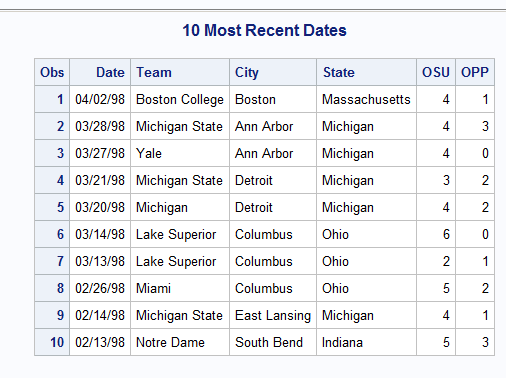 10 Most Recent Dates
Obs Date Team City State OSU OPP
1 04/02/98 Boston College Boston Massachusetts 4 1
2 03/28/98 Michigan State Ann Arbor Michigan 4 3
3 03/27/98 Yale Ann Arbor Michigan 4 0
4 03/21/98 Michigan State Detroit Michigan 3 2
5 03/20/98 Michigan Detroit Michigan 4 2
6 03/14/98 Lake Superior Columbus Ohio 6 0
7 03/13/98 Lake Superior Columbus Ohio 2 1
8 02/26/98 Miami Columbus Ohio 5 2
9 02/14/98 Michigan State East Lansing Michigan 4 1
10 02/13/98 Notre Dame South Bend Indiana 5 3